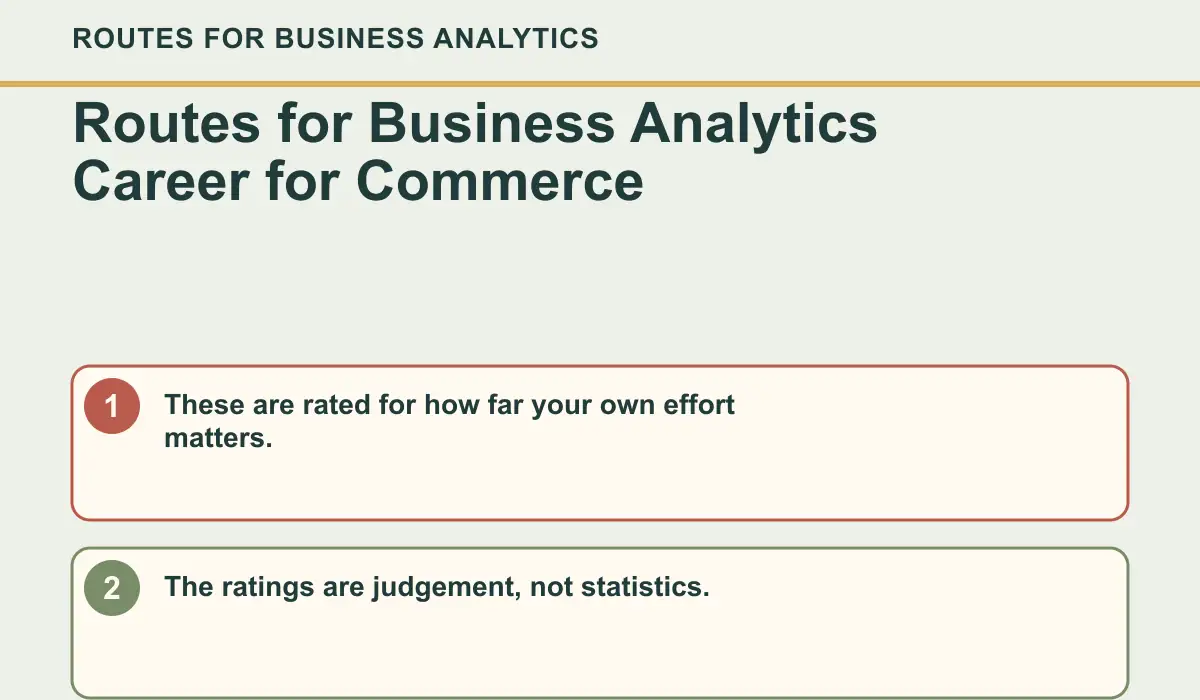 ROUTES FOR BUSINESS ANALYTICS
Routes for Business Analytics
Career for Commerce
1
These are rated for how far your own effort
matters.
2
The ratings are judgement, not statistics.